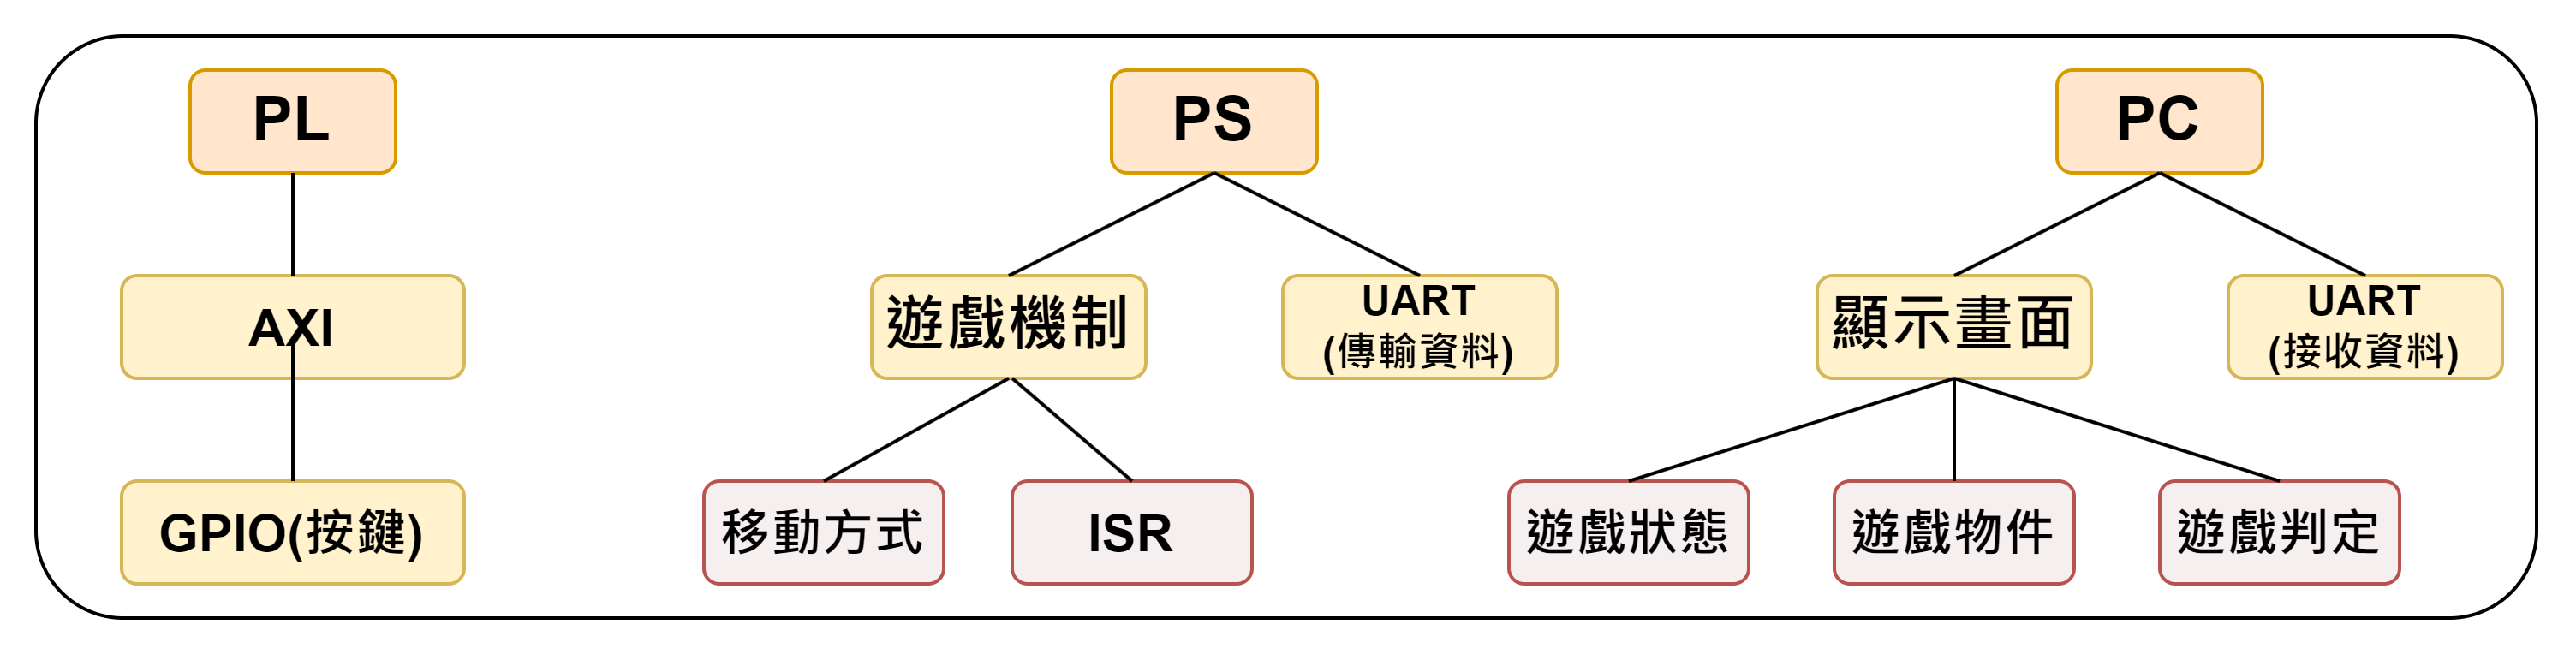 PL
PS
PC
AXI
遊戲機制
UART
(傳輸資料)
顯示畫面
UART
(接收資料)
GPIO(按鍵)
移動方式
ISR
遊戲狀態
遊戲物件
遊戲判定